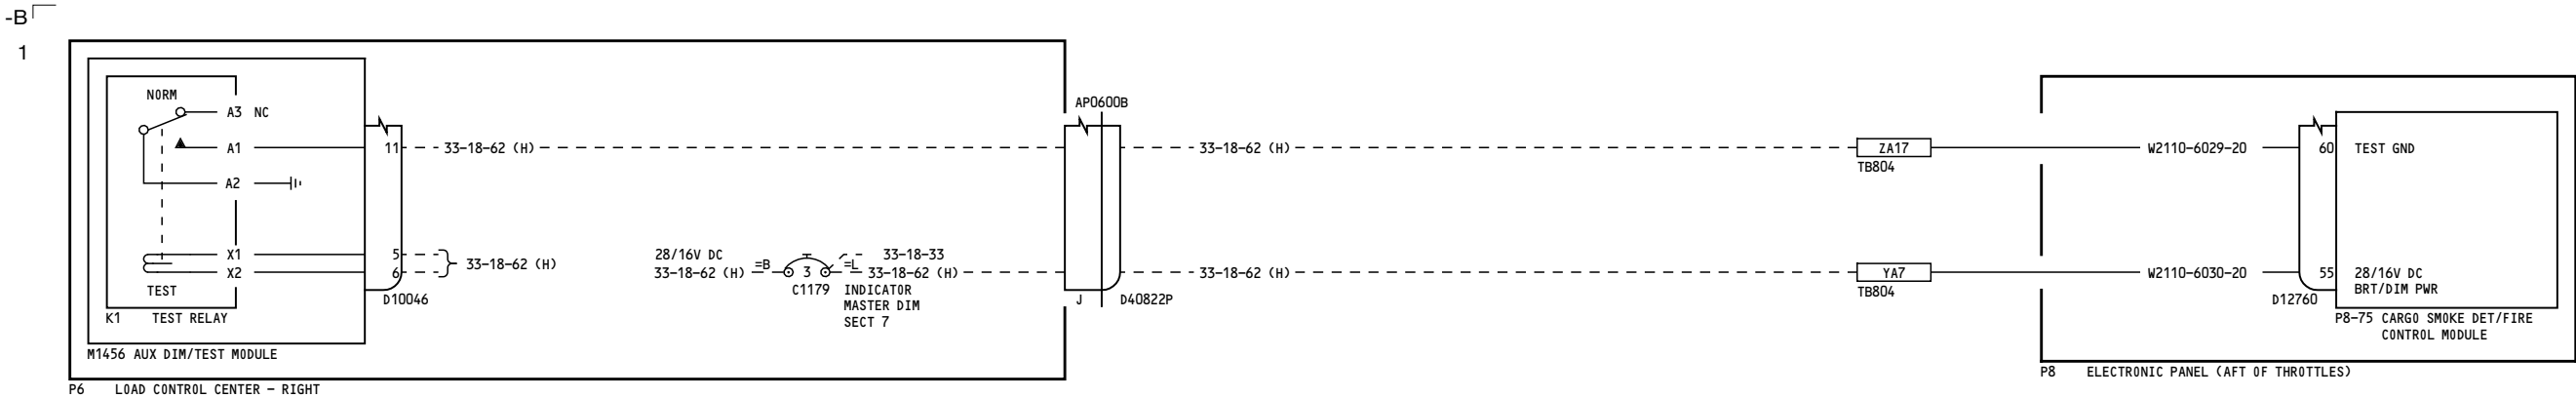 -B
1
NORM
A3 NC
AP0600B
A1
11
33-18-62 (H)
33-18-62 (H)
ZA17
TB804
W2110-6029-20
60
TEST GND
A2
X1
X2
5
6
33-18-62 (H)
28/16V DC
33-18-62 (H)
=B
3
C1179
=L
33-18-33
33-18-62 (H)
INDICATOR
MASTER DIM
SECT 7
33-18-62 (H)
YA7
TB804
W2110-6030-20
55
28/16V DC
BRT/DIM PWR
TEST
D10046
J
D40822P
D12760
K1 TEST RELAY
P8-75 CARGO SMOKE DET/FIRE
CONTROL MODULE
M1456 AUX DIM/TEST MODULE
P8 ELECTRONIC PANEL (AFT OF THROTTLES)
P6 LOAD CONTROL CENTER - RIGHT